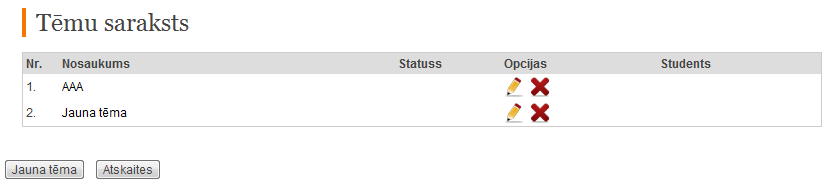 Tēmu saraksts
Nr. Nosaukums Statuss Opcijas Students
1. AAA
2. Jauna tēma
Jauna tēma Atskaites